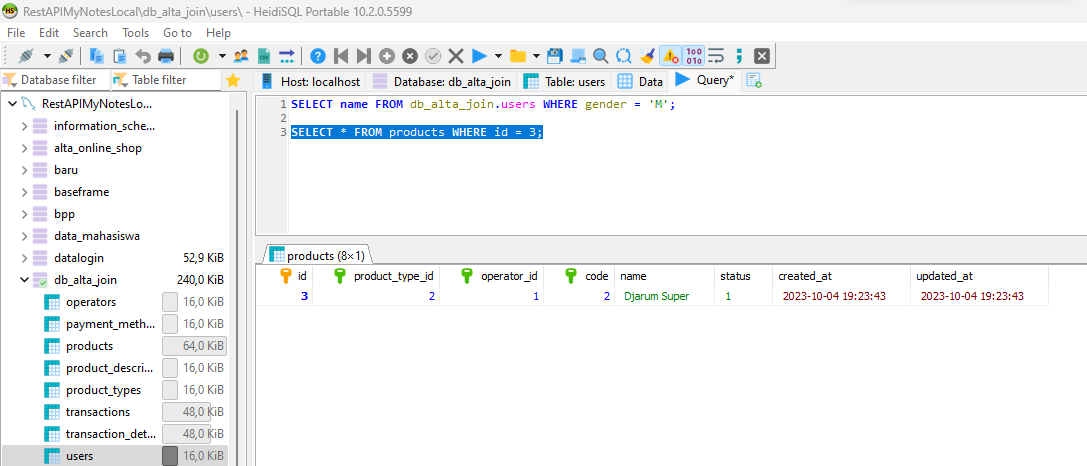 RestAPIMyNotesLocal\db_alta_join\users\ - HeidiSQL Portable 10.2.0.5599
File Edit Search Tools Go to Help
Database filter Table filter
Host: localhost Database: db_alta_join Table: users Data Query*
RestAPIMyNotesLo...
information_sche...
alta_online_shop
baru
baseframe
bpp
data_mahasiswa
datalogin 52,9 KiB
db_alta_join 240,0 KiB
operators 16,0 KiB
payment_meth... 16,0 KiB
products 64,0 KiB
product_descri... 16,0 KiB
product_types 16,0 KiB
transactions 48,0 KiB
transaction_det... 48,0 KiB
users 16,0 KiB
1 SELECT name FROM db_alta_join.users WHERE gender = 'M';
2
3 SELECT * FROM products WHERE id = 3;
products (8×1)
id product_type_id operator_id code name status created_at updated_at
3 2 1 2 Djarum Super 1 2023-10-04 19:23:43 2023-10-04 19:23:43